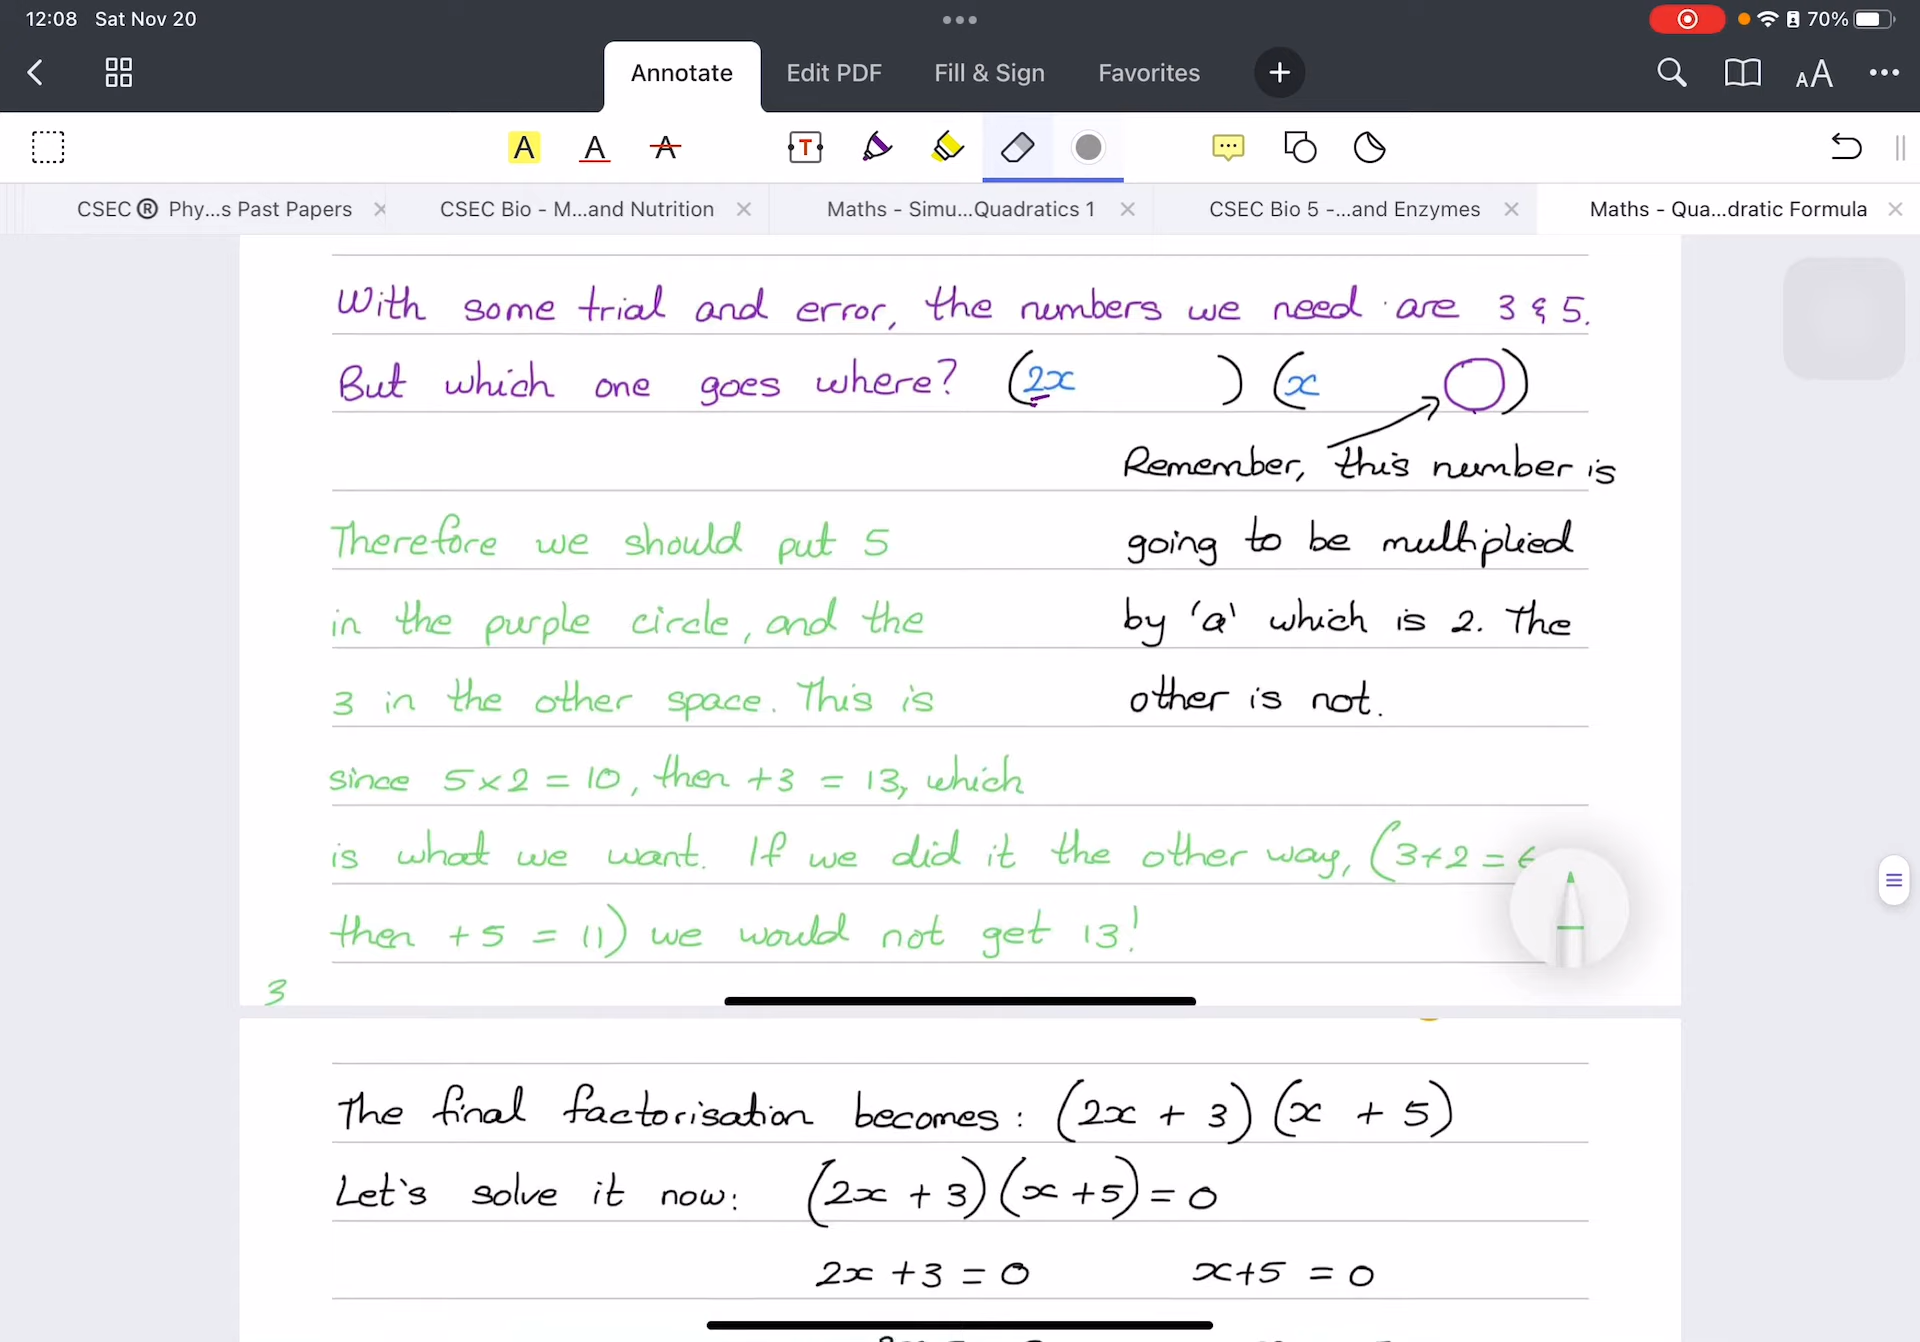 12:08 Sat Nov 20
70%
Annotate Edit PDF Fill & Sign Favorites
CSEC ® Phy...s Past Papers CSEC Bio - M...and Nutrition Maths - Simu...Quadratics 1 CSEC Bio 5 -...and Enzymes Maths - Qua...dratic Formula
With some trial and error, the numbers we need are 3 & 5.
But which one goes where? (2x ) (x )
Remember, this number is
going to be multiplied
by 'a' which is 2. The
other is not.
Therefore we should put 5
in the purple circle, and the
3 in the other space. This is
since 5×2 = 10, then +3 = 13, which
is what we want. If we did it the other way, (3×2 = 6
then +5 = 11) we would not get 13!
3
The final factorisation becomes: (2x + 3) (x + 5)
Let's solve it now: (2x + 3) (x +5) = 0
2x +3 = 0 x+5 = 0